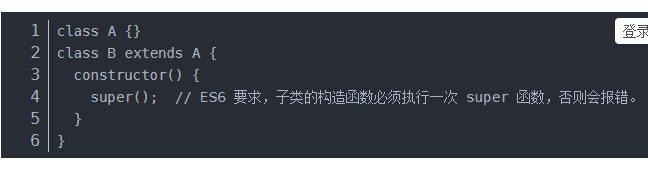 1 class A {}
登录
2 class B extends A {
3   constructor() {
4     super();  // ES6 要求，子类的构造函数必须执行一次 super 函数，否则会报错。
5   }
6 }